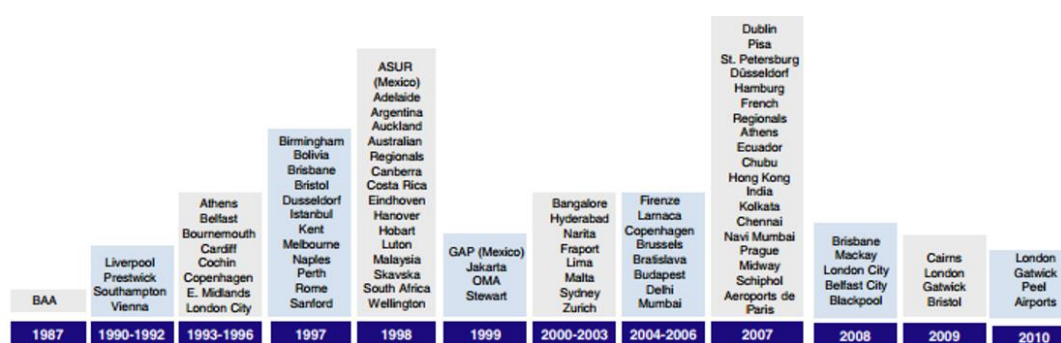 BAA
1987
Liverpool
Prestwick
Southampton
Vienna
1990-1992
Athens
Belfast
Bournemouth
Cardiff
Cochin
Copenhagen
E. Midlands
London City
1993-1996
Birmingham
Bolivia
Brisbane
Bristol
Dusseldorf
Istanbul
Kent
Melbourne
Naples
Perth
Rome
Sanford
1997
ASUR
(Mexico)
Adelaide
Argentina
Auckland
Australian
Regionals
Canberra
Costa Rica
Eindhoven
Hanover
Hobart
Luton
Malaysia
Skavska
South Africa
Wellington
1998
GAP (Mexico)
Jakarta
OMA
Stewart
1999
Bangalore
Hyderabad
Narita
Fraport
Lima
Malta
Sydney
Zurich
2000-2003
Firenze
Larnaca
Copenhagen
Brussels
Bratislava
Budapest
Delhi
Mumbai
2004-2006
Dublin
Pisa
St. Petersburg
Düsseldorf
Hamburg
French
Regionals
Athens
Ecuador
Chubu
Hong Kong
India
Kolkata
Chennai
Navi Mumbai
Prague
Midway
Schiphol
Aeroports de
Paris
2007
Brisbane
Mackay
London City
Belfast City
Blackpool
2008
Cairns
London
Gatwick
Bristol
2009
London
Gatwick
Peel
Airports
2010